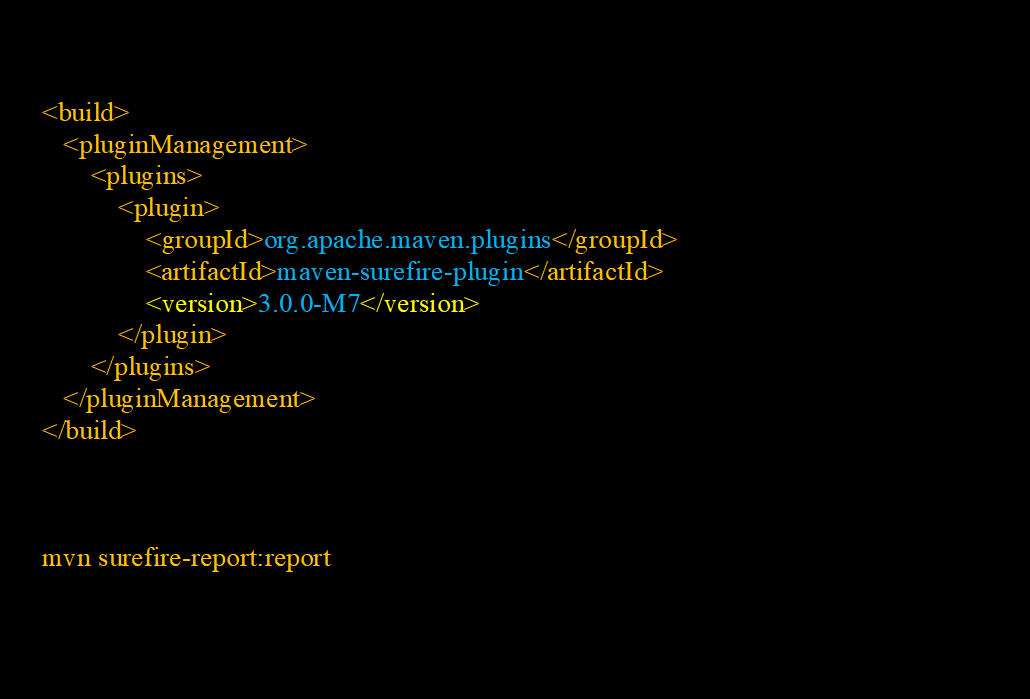 <build>
<pluginManagement>
<plugins>
<plugin>
<groupId>org.apache.maven.plugins</groupId>
<artifactId>maven-surefire-plugin</artifactId>
<version>3.0.0-M7</version>
</plugin>
</plugins>
</pluginManagement>
</build>
mvn surefire-report:report